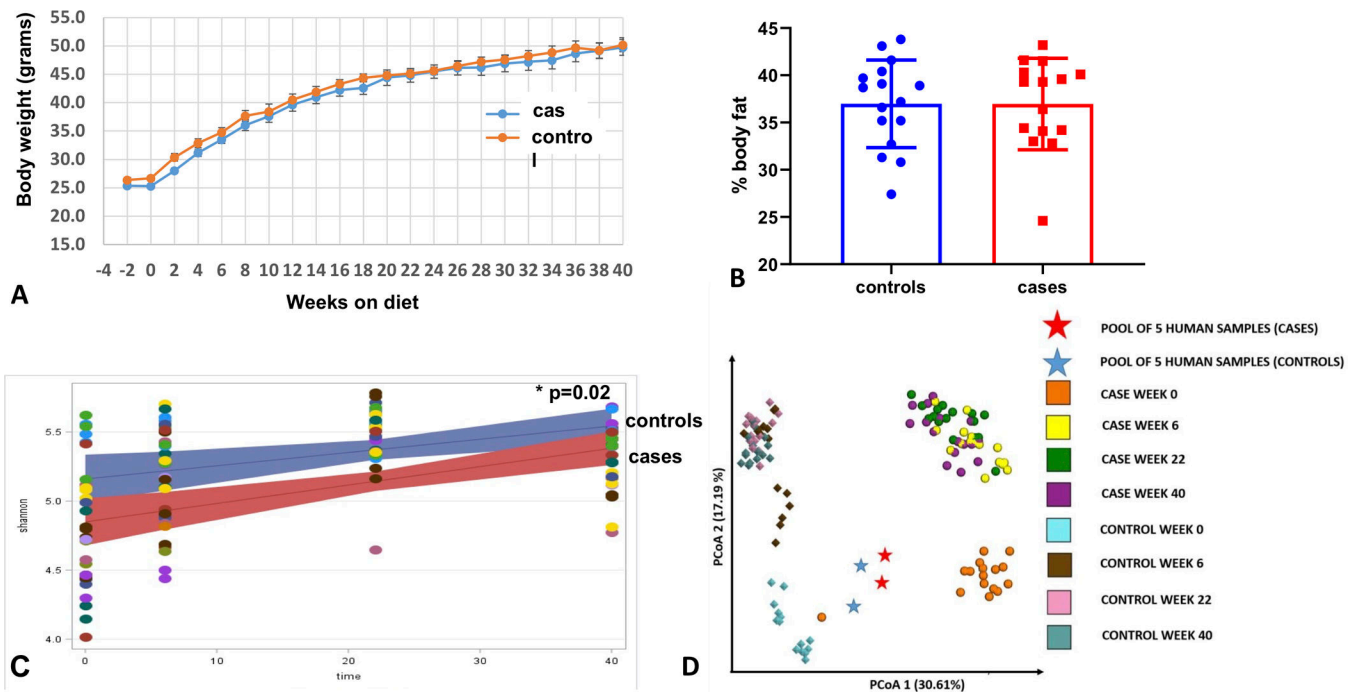 55.0
50.0
45.0
40.0
35.0
30.0
25.0
20.0
15.0
Body weight (grams)
cas
contro
l
-4 -2 0 2 4 6 8 10 12 14 16 18 20 22 24 26 28 30 32 34 36 38 40
Weeks on diet
A
45
40
35
30
25
20
% body fat
controls cases
B
* p=0.02
controls
cases
5.5
5.0
4.5
4.0
shannon
0 10 20 30 40
time
C
POOL OF 5 HUMAN SAMPLES (CASES)
POOL OF 5 HUMAN SAMPLES (CONTROLS)
CASE WEEK 0
CASE WEEK 6
CASE WEEK 22
CASE WEEK 40
CONTROL WEEK 0
CONTROL WEEK 6
CONTROL WEEK 22
CONTROL WEEK 40
PCoA 2 (17.19 %)
PCoA 1 (30.61%)
D